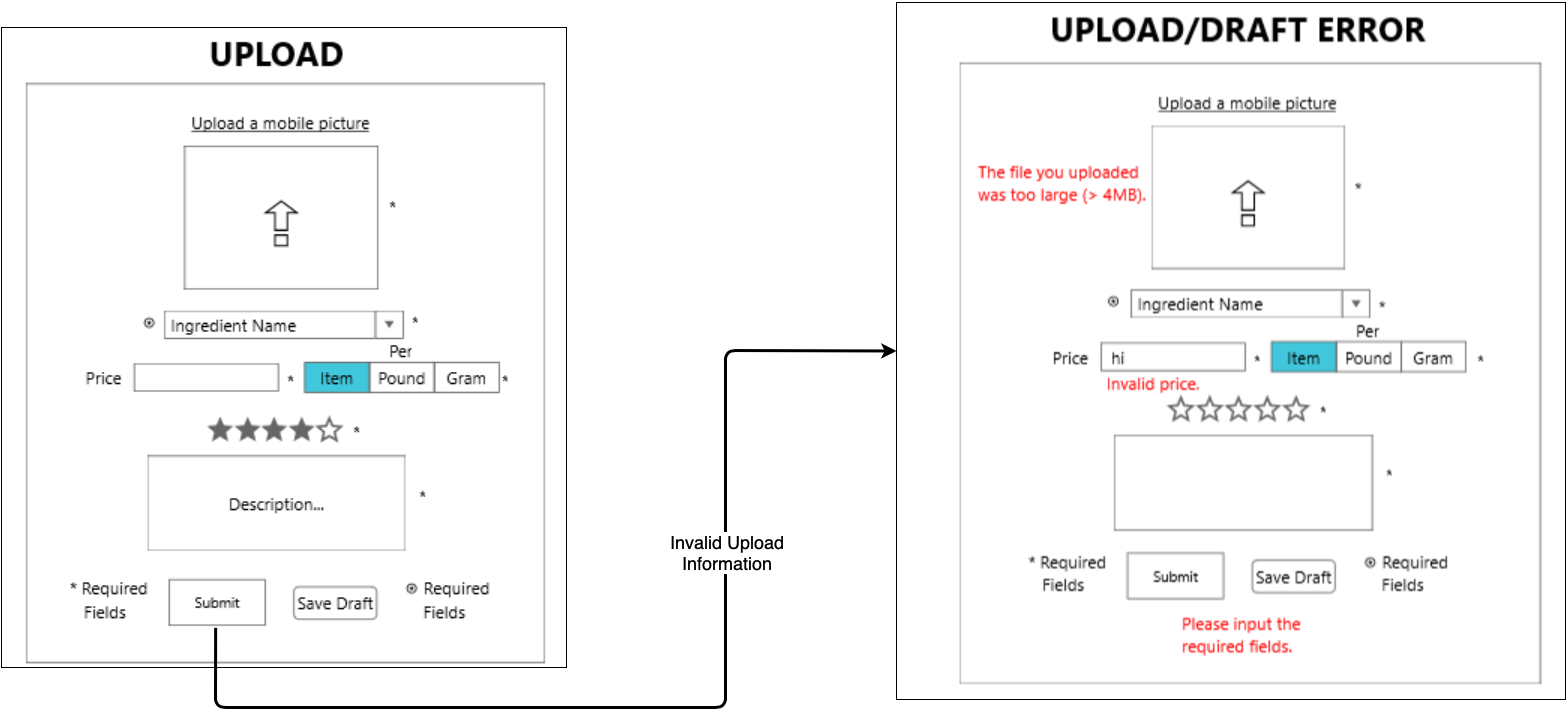 UPLOAD
Upload a mobile picture
*
⊛ Ingredient Name *
Per
Price * Item Pound Gram *
*
Description... *
* Required
Fields
Submit
Save Draft
⊛ Required
Fields
Invalid Upload
Information
UPLOAD/DRAFT ERROR
Upload a mobile picture
The file you uploaded
was too large (> 4MB).
*
⊛ Ingredient Name *
Per
Price hi * Item Pound Gram *
Invalid price.
*
*
* Required
Fields
Submit
Save Draft
⊛ Required
Fields
Please input the
required fields.